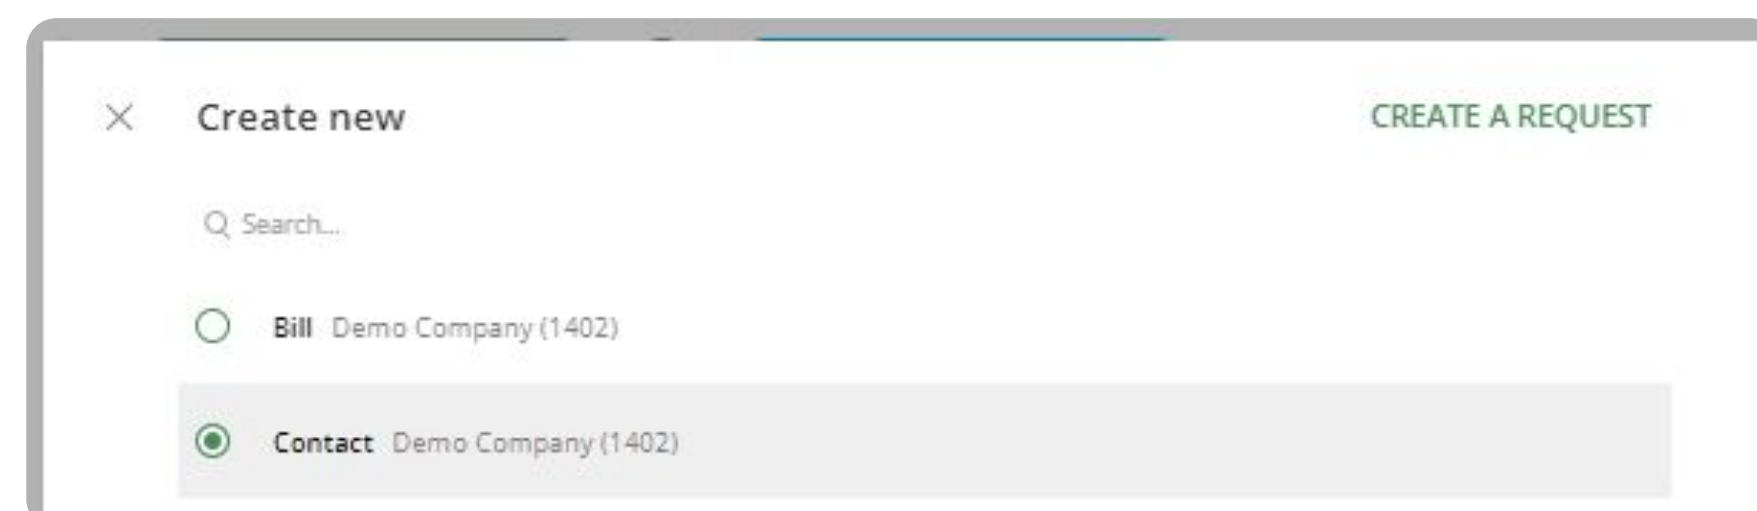 Create new
CREATE A REQUEST
Search...
Bill Demo Company (1402)
Contact Demo Company (1402)